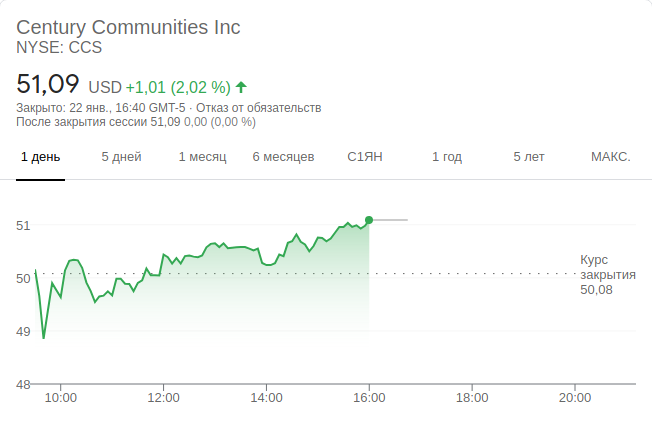 Century Communities Inc
NYSE: CCS
51,09 USD +1,01 (2,02 %)
Закрыто: 22 янв., 16:40 GMT-5 · Отказ от обязательств
После закрытия сессии 51,09 0,00 (0,00 %)
1 день 5 дней 1 месяц 6 месяцев С1ЯН 1 год 5 лет МАКС.
51
50
49
48
Курс
закрытия
50,08
10:00 12:00 14:00 16:00 18:00 20:00